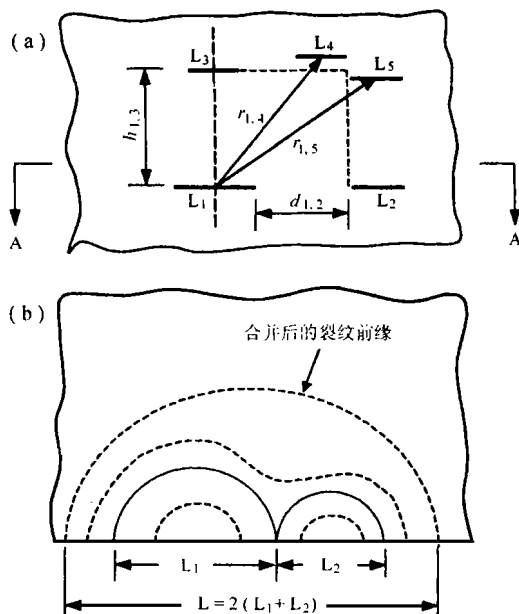 (a)
L₃
L₄
L₅
h₁,₃
r₁,₄
r₁,₅
L₁
d₁,₂
L₂
A
A
(b)
合并后的裂纹前缘
L₁
L₂
L=2(L₁+L₂)